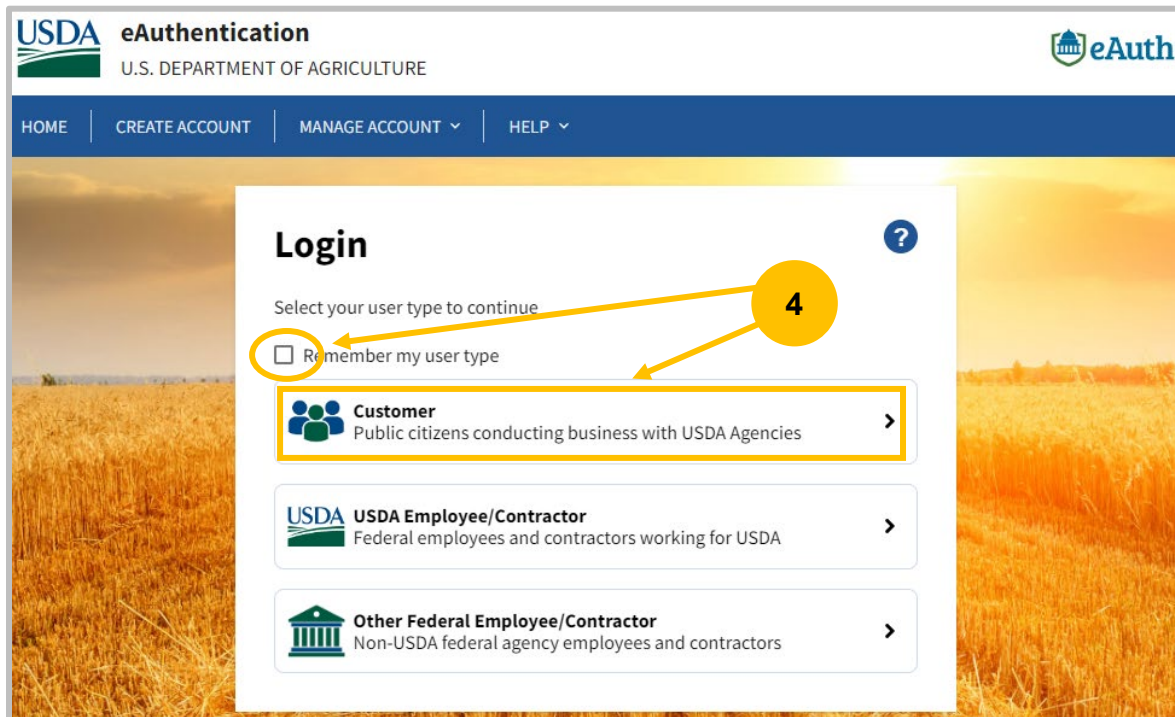 USDA
eAuthentication
U.S. DEPARTMENT OF AGRICULTURE
eAuth
HOME
CREATE ACCOUNT
MANAGE ACCOUNT
HELP
Login
?
Select your user type to continue
4
Remember my user type
Customer
Public citizens conducting business with USDA Agencies
USDA
USDA Employee/Contractor
Federal employees and contractors working for USDA
Other Federal Employee/Contractor
Non-USDA federal agency employees and contractors